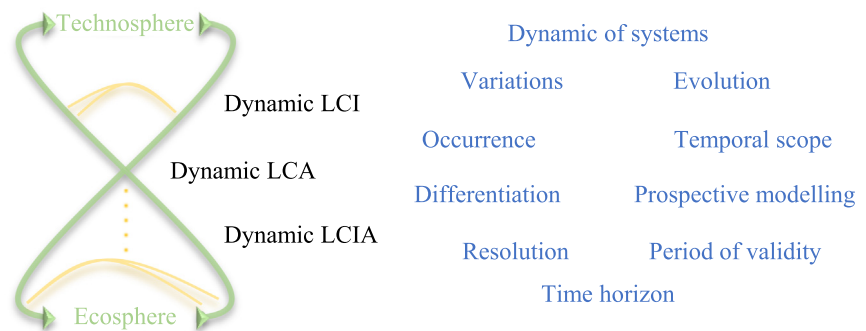 Technosphere
Dynamic LCI
Dynamic LCA
Dynamic LCIA
Ecosphere
Dynamic of systems
Variations Evolution
Occurrence Temporal scope
Differentiation Prospective modelling
Resolution Period of validity
Time horizon